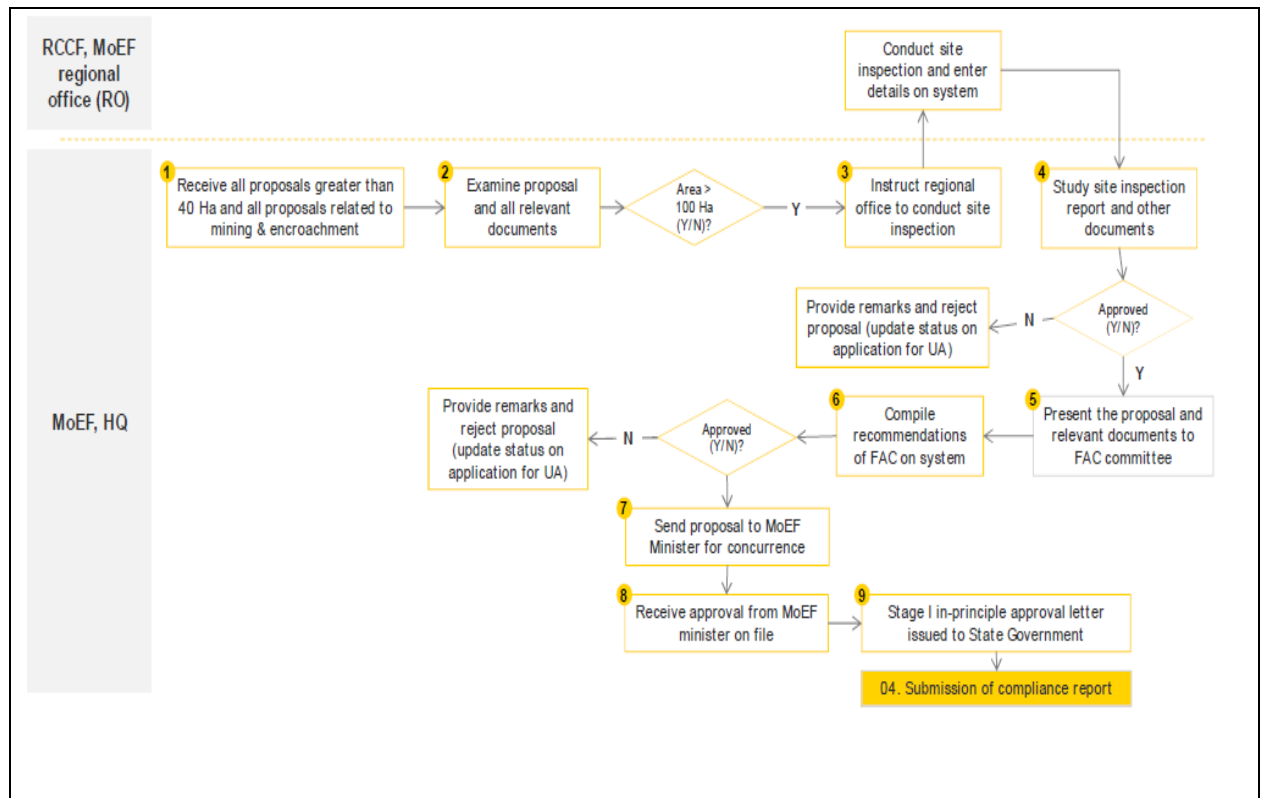 RCCF, MoEF
regional
office (RO)
Conduct site
inspection and enter
details on system
1
Receive all proposals greater than
40 Ha and all proposals related to
mining & encroachment
2
Examine proposal
and all relevant
documents
Area >
100 Ha
(Y/N)?
Y
3
Instruct regional
office to conduct site
inspection
4
Study site inspection
report and other
documents
Provide remarks and reject
proposal (update status on
application for UA)
N
Approved
(Y/N)?
Y
MoEF, HQ
Provide remarks and
reject proposal
(update status on
application for UA)
N
Approved
(Y/N)?
6
Compile
recommendations
of FAC on system
5
Present the proposal and
relevant documents to
FAC committee
7
Send proposal to MoEF
Minister for concurrence
8
Receive approval from MoEF
minister on file
9
Stage I in-principle approval letter
issued to State Government
04. Submission of compliance report